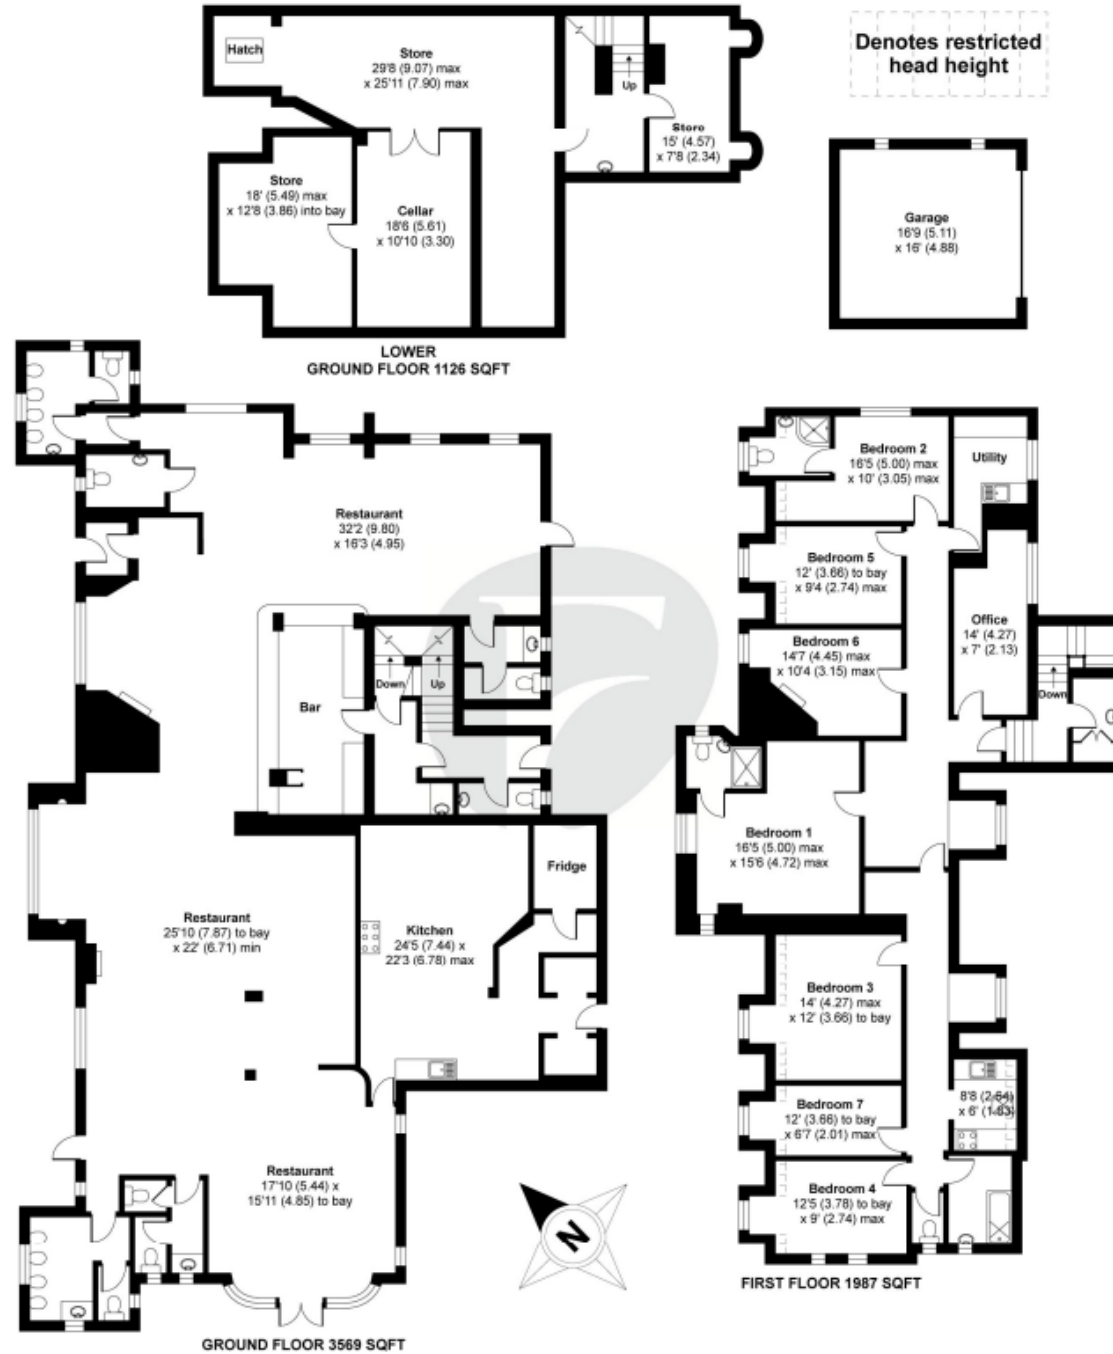 Hatch
Store
29'8 (9.07) max
x 25'11 (7.90) max
Up
Store
15' (4.57)
x 7'8 (2.34)
Denotes restricted
head height
Store
18' (5.49) max
x 12'8 (3.86) into bay
Cellar
18'6 (5.61)
x 10'10 (3.30)
Garage
16'9 (5.11)
x 16' (4.88)
LOWER
GROUND FLOOR 1126 SQFT
Restaurant
32'2 (9.80)
x 16'3 (4.95)
Down
Up
Bar
Fridge
Restaurant
25'10 (7.87) to bay
x 22' (6.71) min
Kitchen
24'5 (7.44) x
22'3 (6.78) max
Restaurant
17'10 (5.44) x
15'11 (4.85) to bay
N
GROUND FLOOR 3569 SQFT
Bedroom 2
16'5 (5.00) max
x 10' (3.05) max
Utility
Bedroom 5
12' (3.66) to bay
x 9'4 (2.74) max
Office
14' (4.27)
x 7' (2.13)
Bedroom 6
14'7 (4.45) max
x 10'4 (3.15) max
Down
Bedroom 1
16'5 (5.00) max
x 15'6 (4.72) max
Bedroom 3
14' (4.27) max
x 12' (3.66) to bay
8'8 (2.64)
x 6' (1.83)
Bedroom 7
12' (3.66) to bay
x 6'7 (2.01) max
Bedroom 4
12'5 (3.78) to bay
x 9' (2.74) max
FIRST FLOOR 1987 SQFT